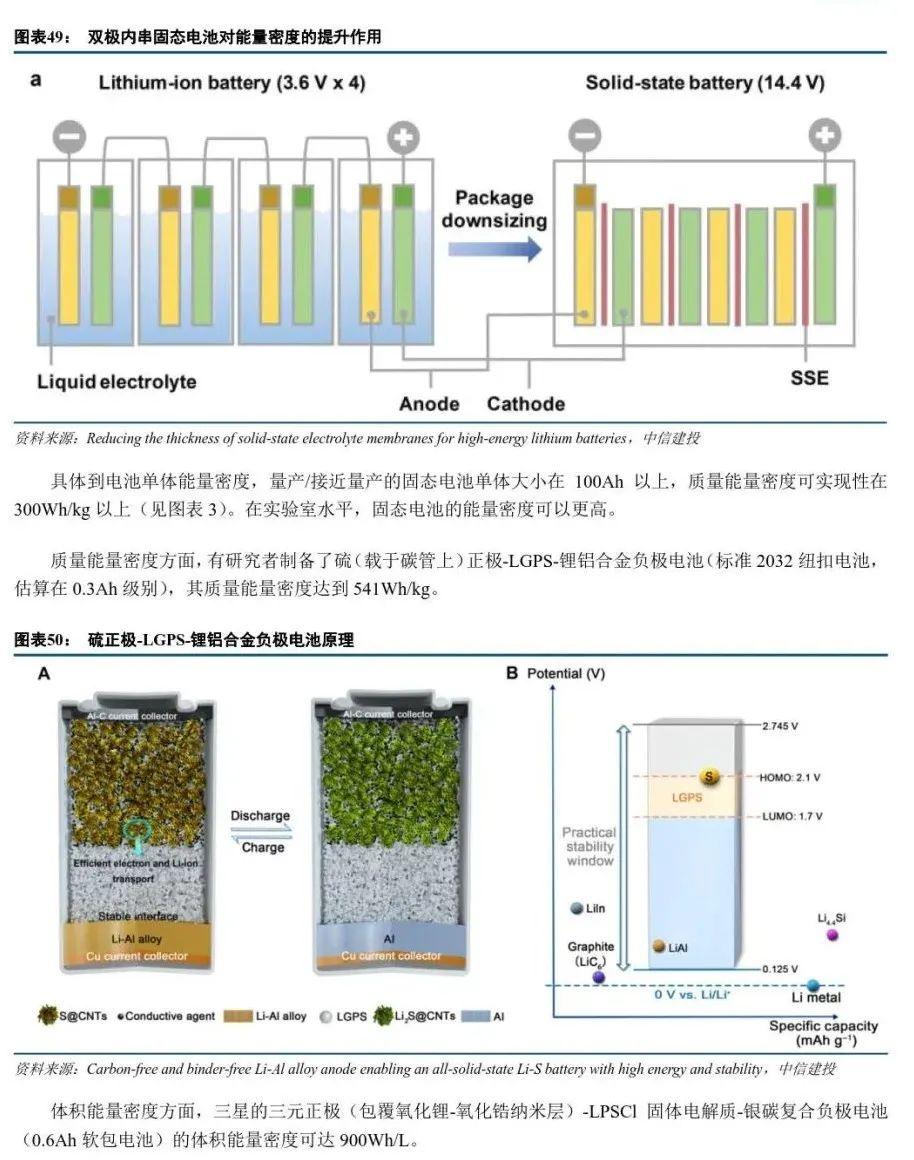 图表49： 双极内串固态电池对能量密度的提升作用
a
Lithium-ion battery (3.6 V x 4)
Solid-state battery (14.4 V)
Package
downsizing
Liquid electrolyte
Anode
Cathode
SSE
资料来源：Reducing the thickness of solid-state electrolyte membranes for high-energy lithium batteries，中信建投
具体到电池单体能量密度，量产/接近量产的固态电池单体大小在 100Ah 以上，质量能量密度可实现性在
300Wh/kg 以上（见图表 3）。在实验室水平，固态电池的能量密度可以更高。
质量能量密度方面，有研究者制备了硫（载于碳管上）正极-LGPS-锂铝合金负极电池（标准 2032 纽扣电池，
估算在 0.3Ah 级别），其质量能量密度达到 541Wh/kg。
图表50： 硫正极-LGPS-锂铝合金负极电池原理
A
Al-C current collector
Efficient electron and Li-ion
transport
Stable interface
Li-Al alloy
Cu current collector
Discharge
Charge
Al-C current collector
Al
Cu current collector
S@CNTs
Conductive agent
Li-Al alloy
LGPS
Li₂S@CNTs
Al
B
Potential (V)
2.745 V
S
HOMO: 2.1 V
LGPS
LUMO: 1.7 V
Practical
stability
window
LiIn
Graphite
(LiC₆)
LiAl
Li₄.₄Si
0.125 V
0 V vs. Li/Li⁺
Li metal
Specific capacity
(mAh g⁻¹)
资料来源：Carbon-free and binder-free Li-Al alloy anode enabling an all-solid-state Li-S battery with high energy and stability，中信建投
体积能量密度方面，三星的三元正极（包覆氧化锂-氧化锆纳米层）-LPSCl 固体电解质-银碳复合负极电池
（0.6Ah 软包电池）的体积能量密度可达 900Wh/L。